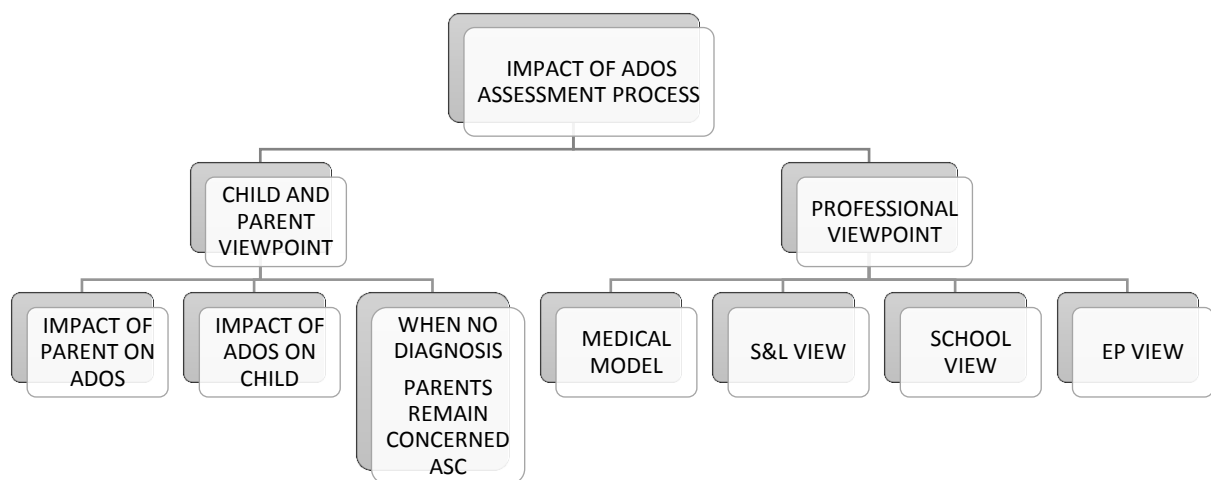 IMPACT OF ADOS
ASSESSMENT PROCESS
CHILD AND
PARENT
VIEWPOINT
PROFESSIONAL
VIEWPOINT
IMPACT OF
PARENT ON
ADOS
IMPACT OF
ADOS ON
CHILD
WHEN NO
DIAGNOSIS
PARENTS
REMAIN
CONCERNED
ASC
MEDICAL
MODEL
S&L VIEW
SCHOOL
VIEW
EP VIEW